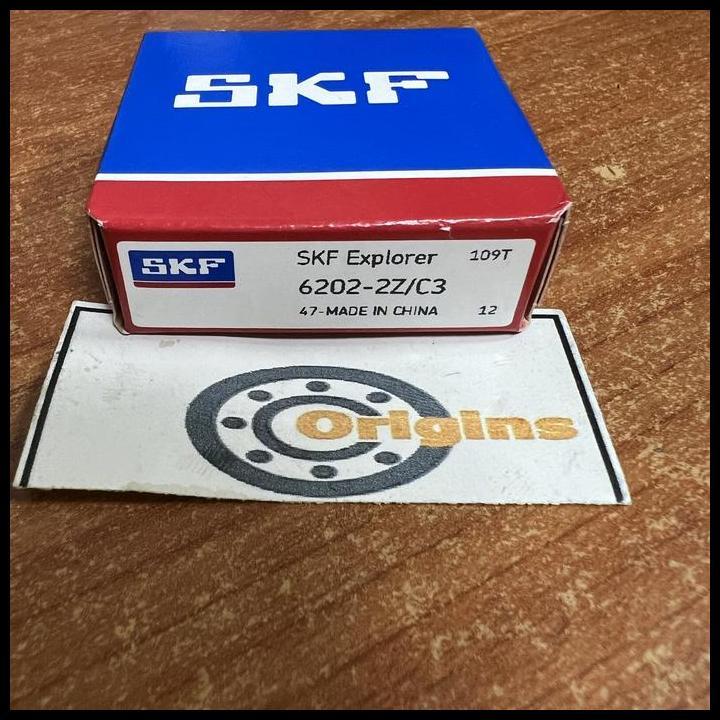 SKF
SKF
SKF Explorer 109T
6202-2Z/C3
47-MADE IN CHINA 12
Origins